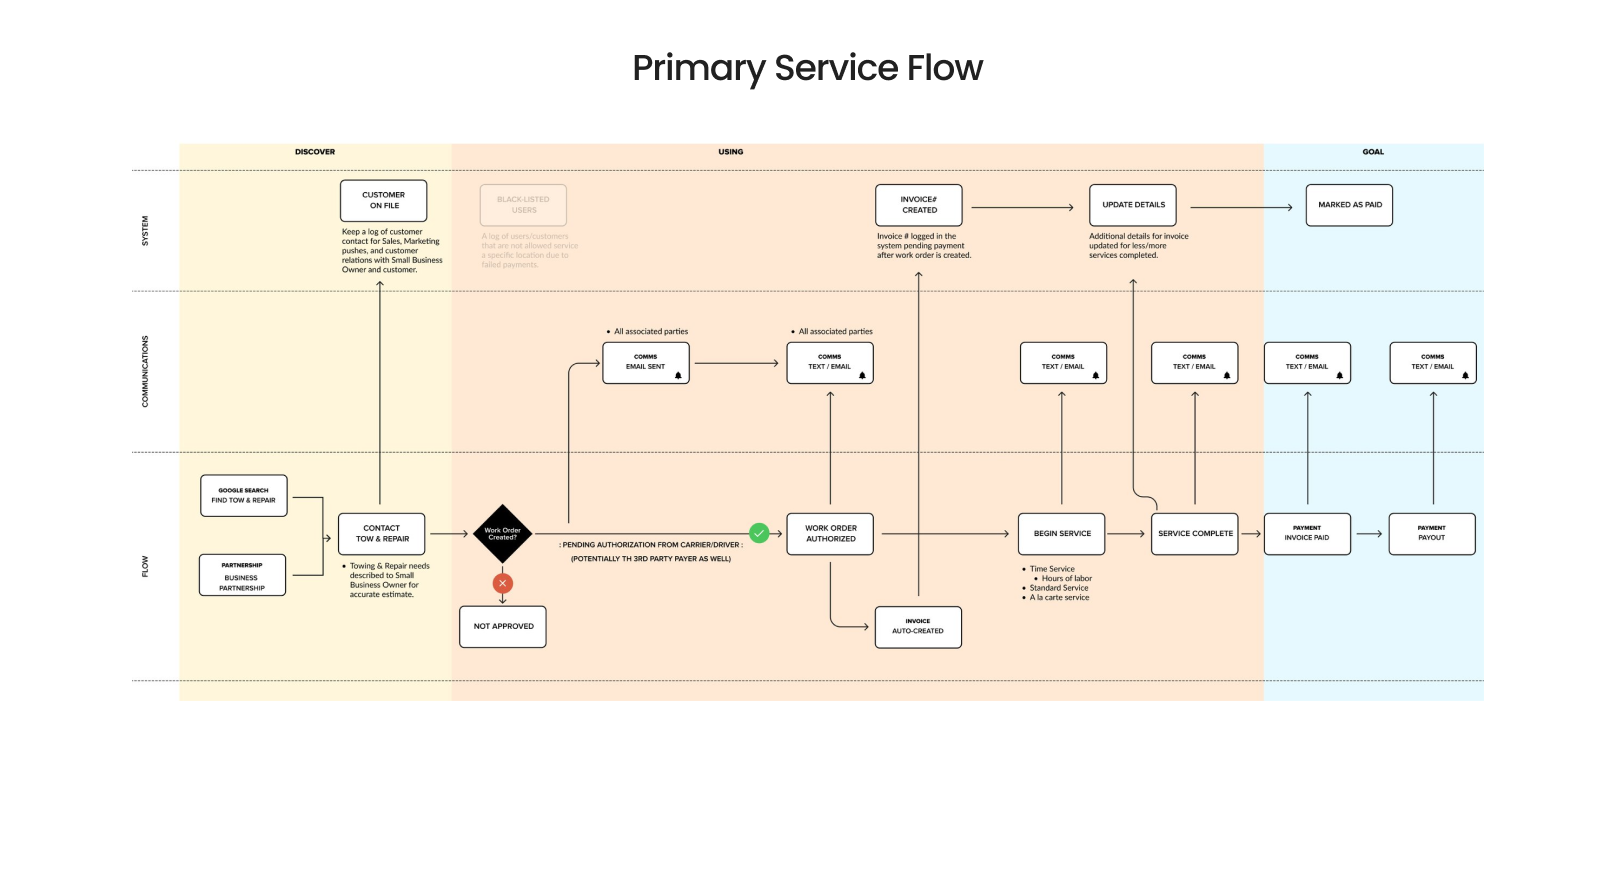 Primary Service Flow
DISCOVER
USING
GOAL
SYSTEM
CUSTOMER
ON FILE
Keep a log of customer
contact for Sales, Marketing
pushes, and customer
relations with Small Business
Owner and customer.
BLACK-LISTED
USERS
A log of users/customers
that are not allowed service
a specific location due to
failed payments.
INVOICE#
CREATED
Invoice # logged in the
system pending payment
after work order is created.
UPDATE DETAILS
Additional details for invoice
updated for less/more
services completed.
MARKED AS PAID
COMMUNICATIONS
• All associated parties
COMMS
EMAIL SENT
• All associated parties
COMMS
TEXT / EMAIL
COMMS
TEXT / EMAIL
COMMS
TEXT / EMAIL
COMMS
TEXT / EMAIL
COMMS
TEXT / EMAIL
FLOW
GOOGLE SEARCH
FIND TOW & REPAIR
PARTNERSHIP
BUSINESS
PARTNERSHIP
CONTACT
TOW & REPAIR
• Towing & Repair needs
described to Small
Business Owner for
accurate estimate.
Work Order
Created?
NOT APPROVED
: PENDING AUTHORIZATION FROM CARRIER/DRIVER :
(POTENTIALLY TH 3RD PARTY PAYER AS WELL)
WORK ORDER
AUTHORIZED
INVOICE
AUTO-CREATED
BEGIN SERVICE
• Time Service
• Hours of labor
• Standard Service
• A la carte service
SERVICE COMPLETE
PAYMENT
INVOICE PAID
PAYMENT
PAYOUT